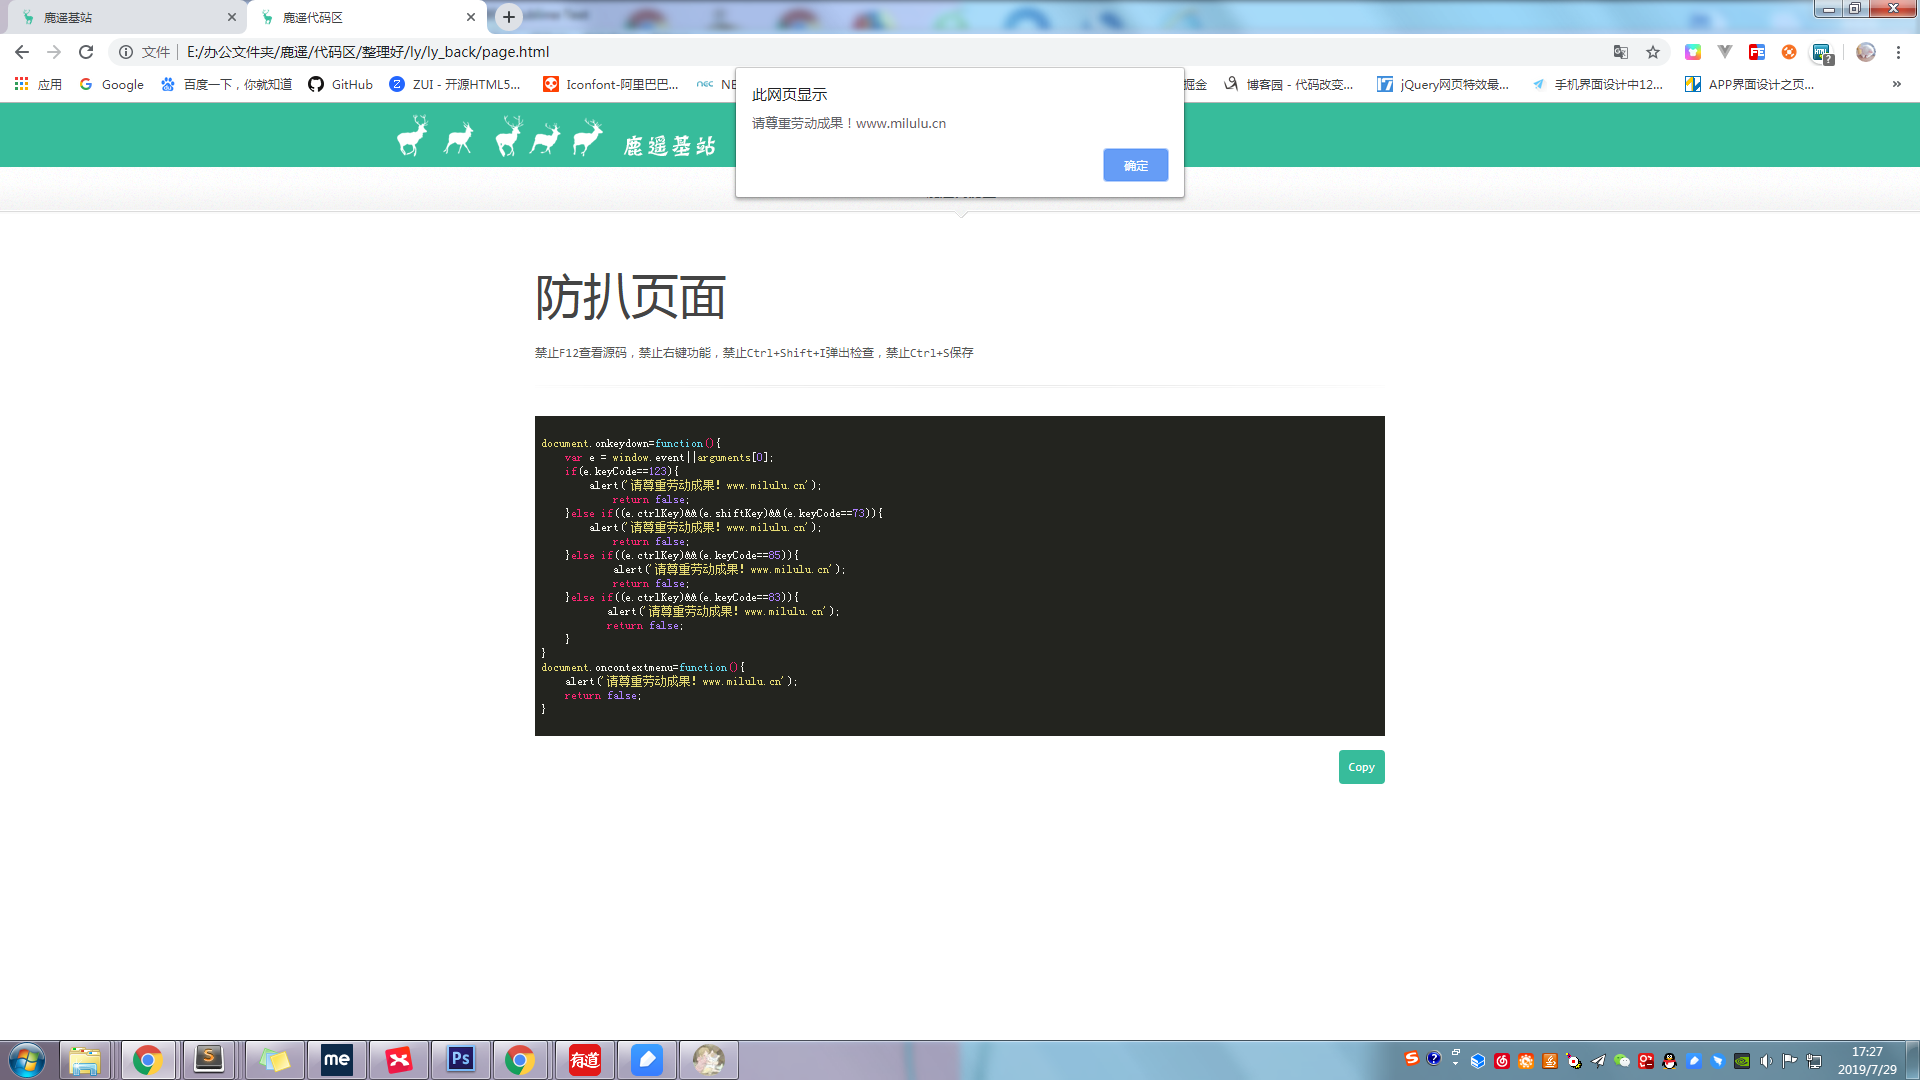 鹿遥基站
鹿遥代码区
文件
E:/办公文件夹/鹿遥/代码区/整理好/ly/ly_back/page.html
应用
Google
百度一下，你就知道
GitHub
ZUI - 开源HTML5...
Iconfont-阿里巴巴...
NE
掘金
博客园 - 代码改变...
jQuery网页特效最...
手机界面设计中12...
APP界面设计之页...
此网页显示
请尊重劳动成果！www.milulu.cn
确定
鹿遥基站
防扒页面
禁止F12查看源码，禁止右键功能，禁止Ctrl+Shift+I弹出检查，禁止Ctrl+S保存
document.onkeydown=function(){
var e = window.event||arguments[0];
if(e.keyCode==123){
alert('请尊重劳动成果！www.milulu.cn');
return false;
}else if((e.ctrlKey)&&(e.shiftKey)&&(e.keyCode==73)){
alert('请尊重劳动成果！www.milulu.cn');
return false;
}else if((e.ctrlKey)&&(e.keyCode==85)){
alert('请尊重劳动成果！www.milulu.cn');
return false;
}else if((e.ctrlKey)&&(e.keyCode==83)){
alert('请尊重劳动成果！www.milulu.cn');
return false;
}
}
document.oncontextmenu=function(){
alert('请尊重劳动成果！www.milulu.cn');
return false;
}
Copy
me
Ps
有道
17:27
2019/7/29